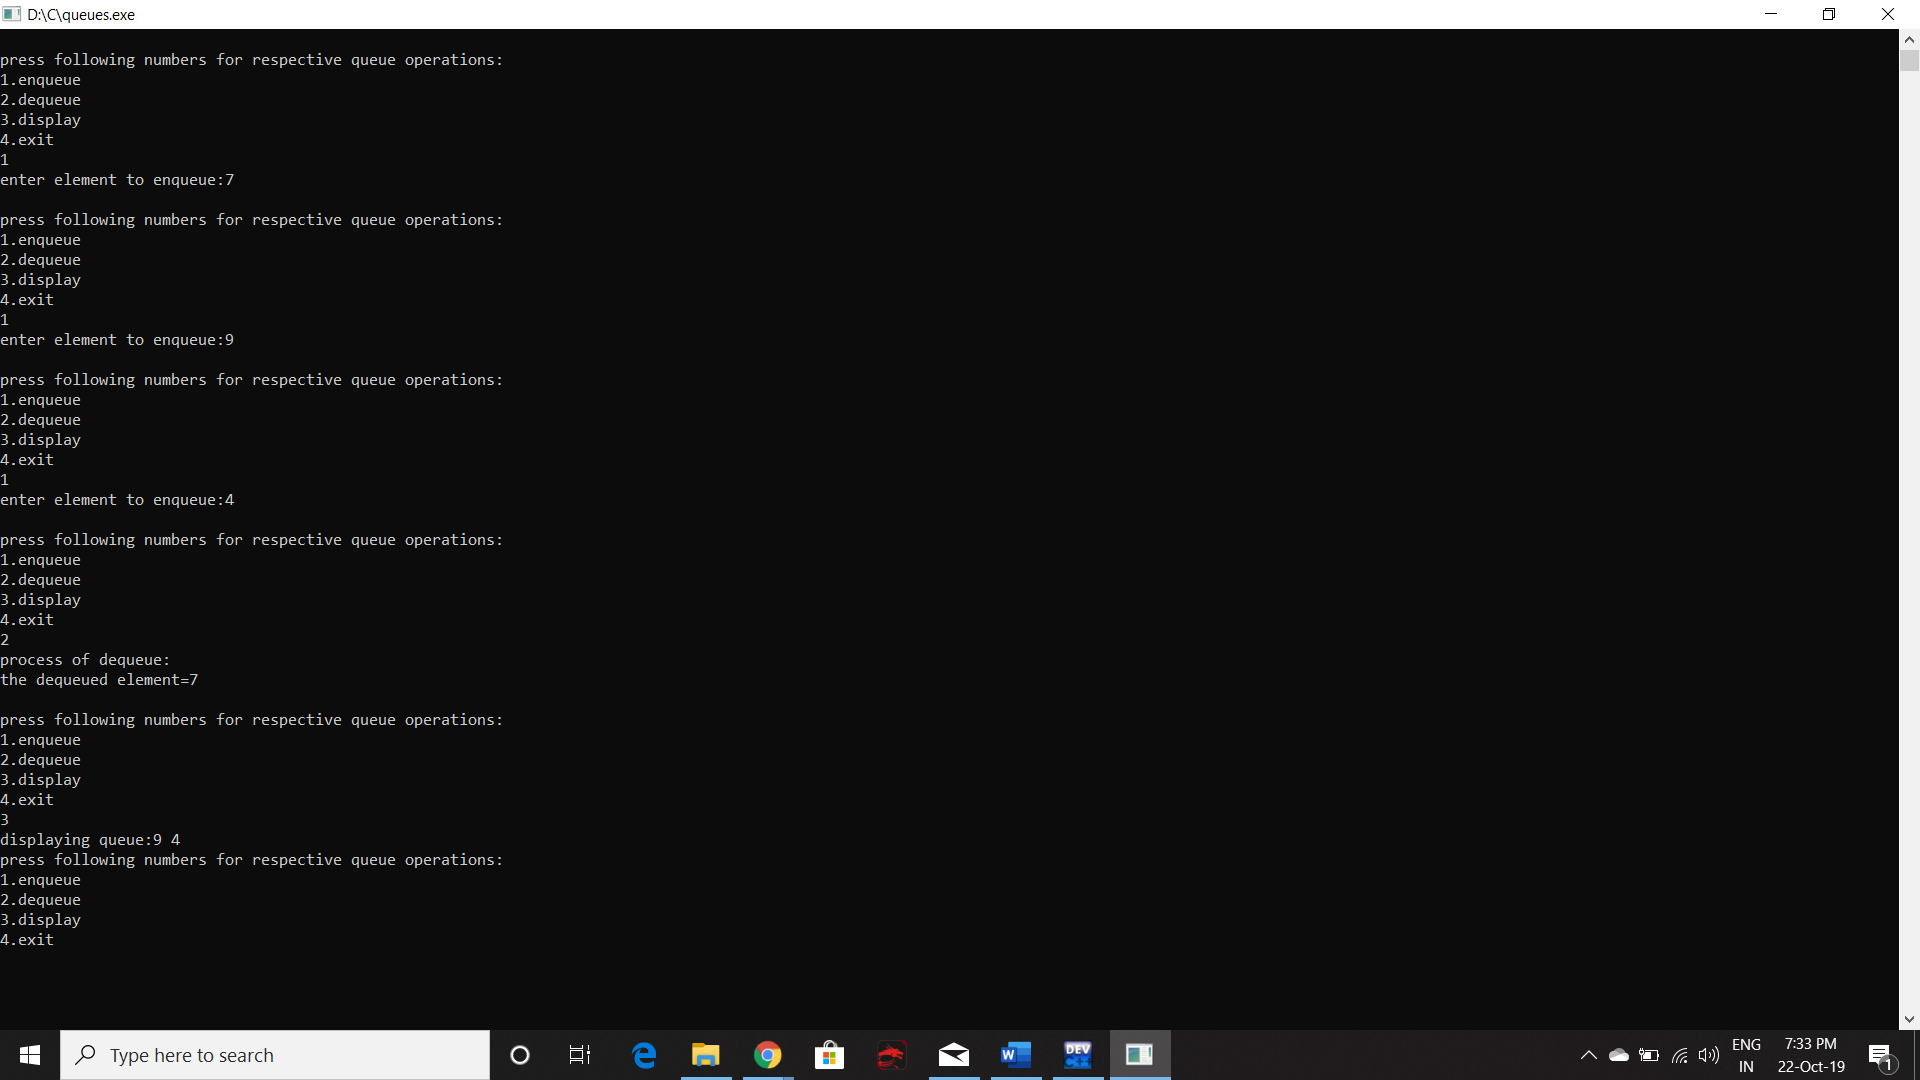 D:\C\queues.exe
press following numbers for respective queue operations:
1.enqueue
2.dequeue
3.display
4.exit
1
enter element to enqueue:7
press following numbers for respective queue operations:
1.enqueue
2.dequeue
3.display
4.exit
1
enter element to enqueue:9
press following numbers for respective queue operations:
1.enqueue
2.dequeue
3.display
4.exit
1
enter element to enqueue:4
press following numbers for respective queue operations:
1.enqueue
2.dequeue
3.display
4.exit
2
process of dequeue:
the dequeued element=7
press following numbers for respective queue operations:
1.enqueue
2.dequeue
3.display
4.exit
3
displaying queue:9 4
press following numbers for respective queue operations:
1.enqueue
2.dequeue
3.display
4.exit
Type here to search
W
DEV
C++
ENG
IN
7:33 PM
22-Oct-19
1